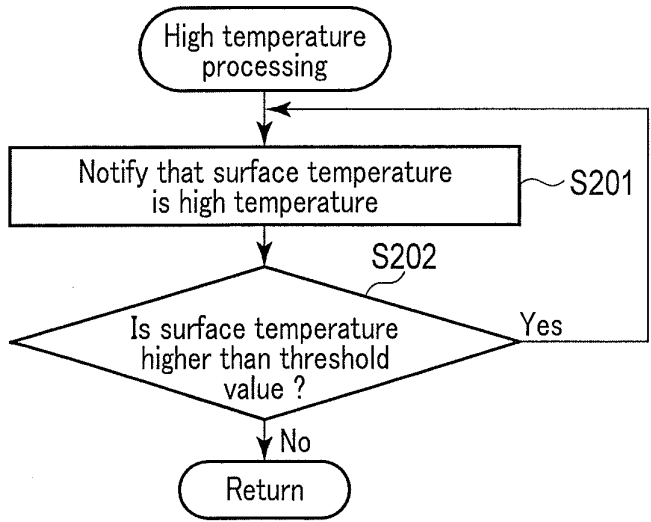 High temperature
processing
Notify that surface temperature
is high temperature
S201
S202
Is surface temperature
higher than threshold
value ?
Yes
No
Return